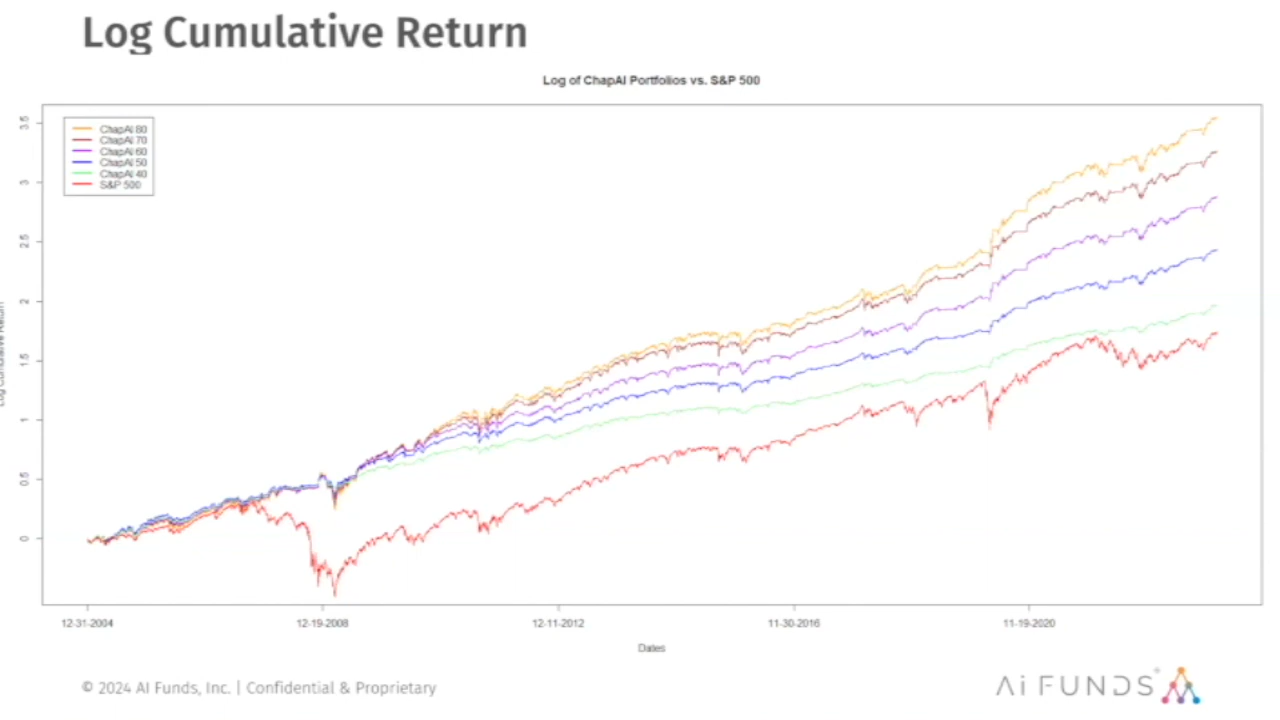 Log Cumulative Return
Log of ChapAI Portfolios vs. S&P 500
3.5
3
2.5
2
1.5
1
0.5
0
ChapAI 80
ChapAI 70
ChapAI 60
ChapAI 50
ChapAI 40
S&P 500
Log Cumulative Return
12-31-2004
12-19-2008
12-11-2012
11-30-2016
11-19-2020
Dates
© 2024 AI Funds, Inc. | Confidential & Proprietary
Ai FUNDS®